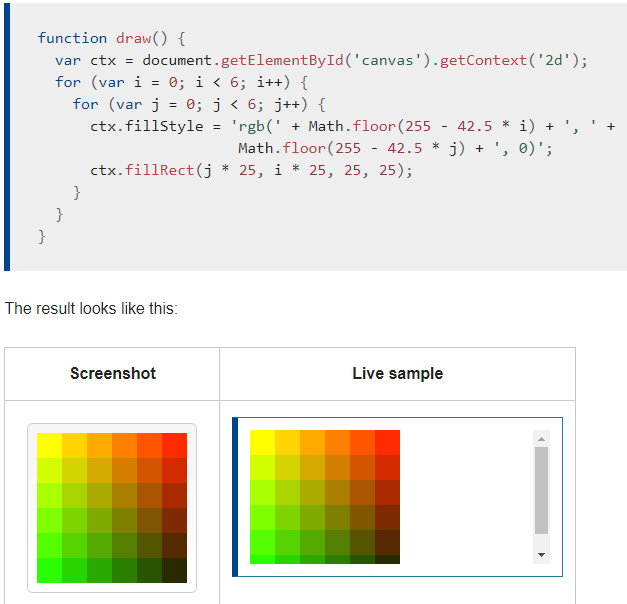 function draw() {
  var ctx = document.getElementById('canvas').getContext('2d');
  for (var i = 0; i < 6; i++) {
    for (var j = 0; j < 6; j++) {
      ctx.fillStyle = 'rgb(' + Math.floor(255 - 42.5 * i) + ', ' +
                       Math.floor(255 - 42.5 * j) + ', 0)';
      ctx.fillRect(j * 25, i * 25, 25, 25);
    }
  }
}
The result looks like this:
Screenshot Live sample